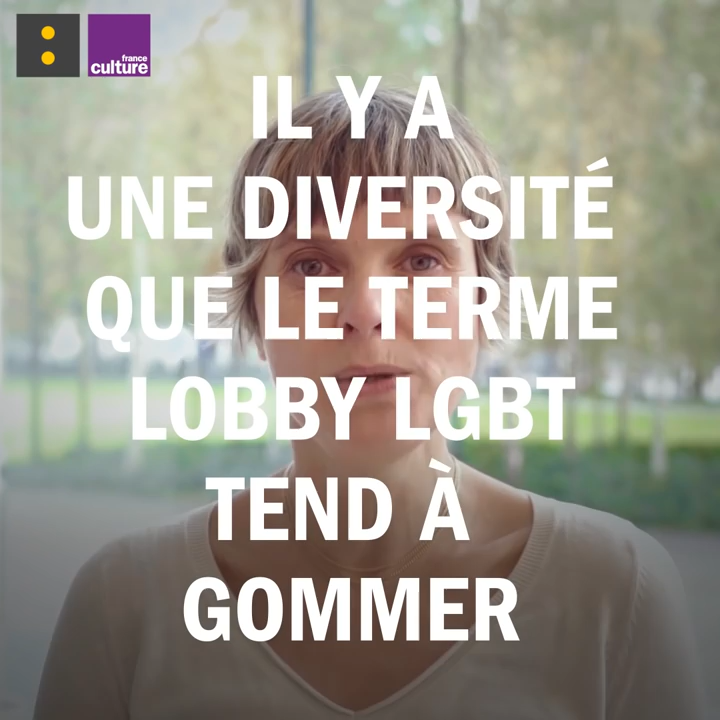 france
culture
IL Y A
UNE DIVERSITÉ
QUE LE TERME
LOBBY LGBT
TEND À
GOMMER